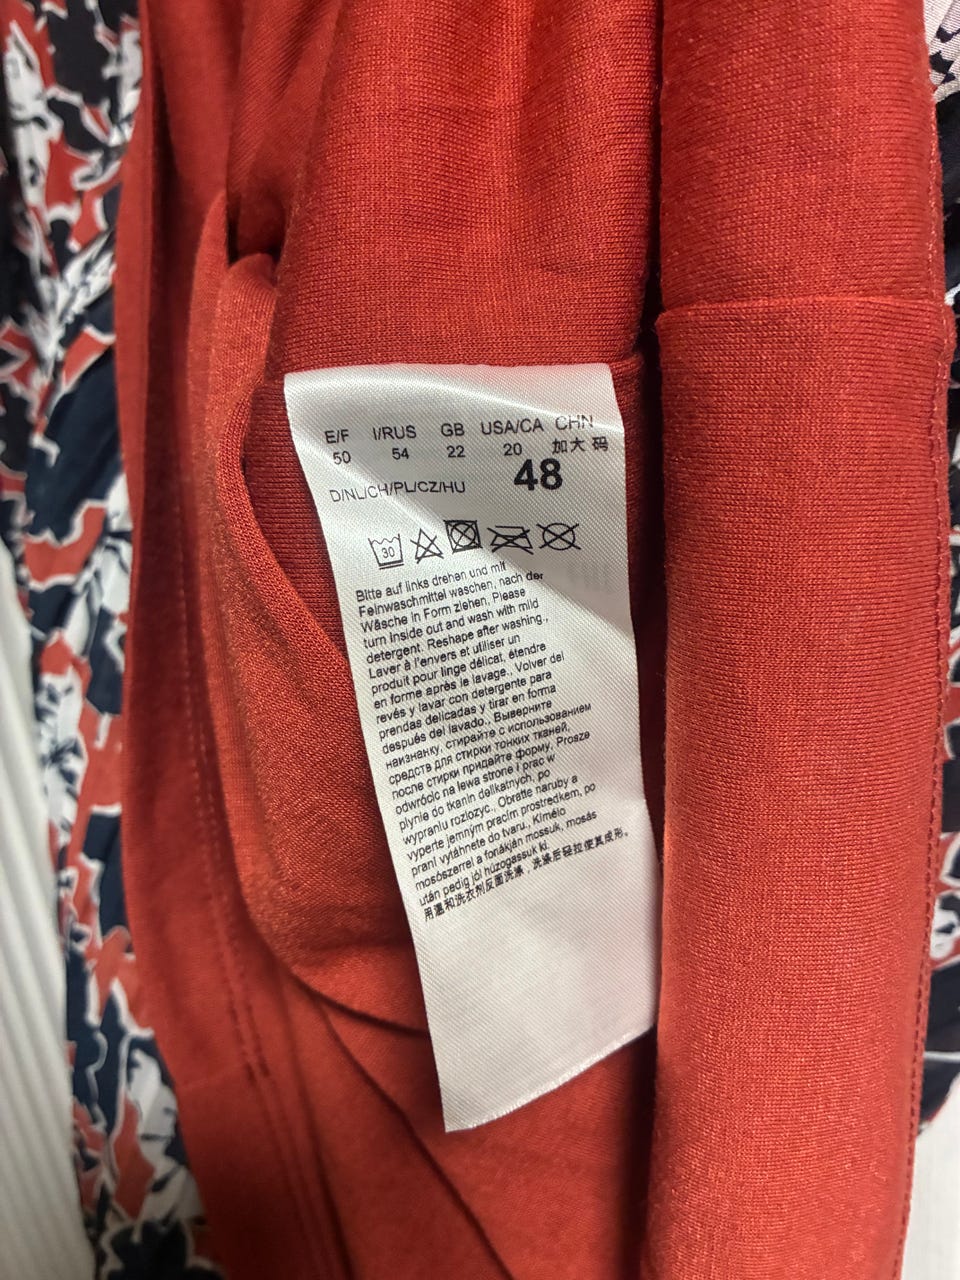 E/F I/RUS GB USA/CA CHN
50 54 22 20 加大码
D/NL/CH/PL/CZ/HU 48
30
Bitte auf links drehen und mit
Feinwaschmittel waschen, nach der
Wäsche in Form ziehen, Please
turn inside out and wash with mild
detergent. Reshape after washing.,
Laver à l'envers et utiliser un
produit pour linge délicat, étendre
en forme après le lavage., Volver del
revés y lavar con detergente para
prendas delicadas y tirar en forma
después del lavado., Выверните
наизнанку, стирайте с использованием
средств для стирки тонких тканей,
после стирки придайте форму, Prosze
odwrócic na lewa strone i prac w
plynie do tkanin delikatnych, po
wypraniu rozlozyc., Obratte naruby a
vyperte jemným pracim prostredkem, po
praní vytáhnete do tvaru., Kimélo
mosószerrel a fonákján mossuk, mosás
után pedig jól húzogassuk ki
用温和洗衣剂反面洗涤，洗涤后轻拉使其成形。